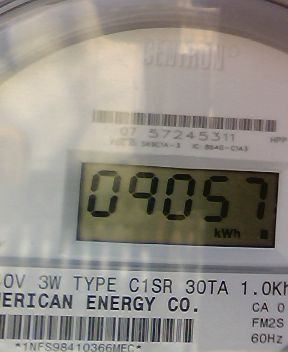 CENTRON
07 57245311
09057
kWh
0V 3W TYPE C1SR 30TA 1.0Kh
MERICAN ENERGY CO.
CA 0
FM2S
60Hz
*1NFS98410366MEC*